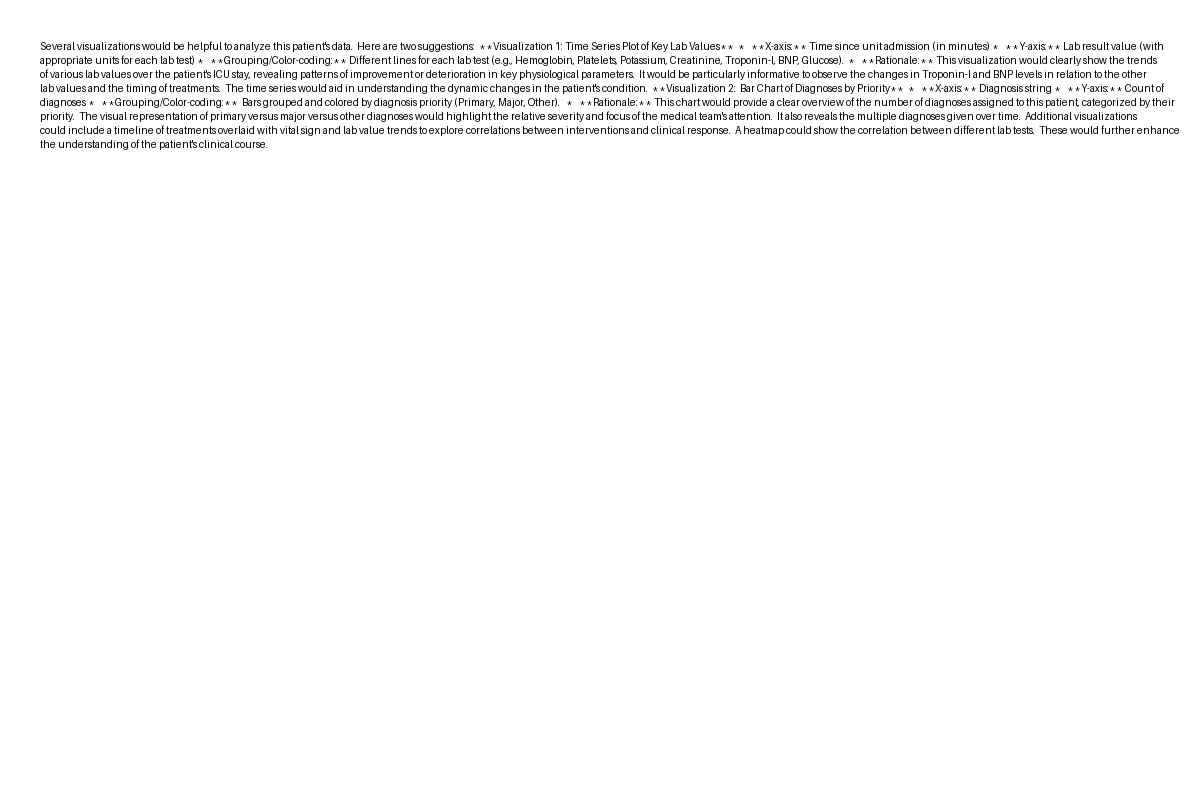 Several visualizations would be helpful to analyze this patient's data. Here are two suggestions: **Visualization 1: Time Series Plot of Key Lab Values** * **X-axis:** Time since unit admission (in minutes) * **Y-axis:** Lab result value (with
appropriate units for each lab test) * **Grouping/Color-coding:** Different lines for each lab test (e.g., Hemoglobin, Platelets, Potassium, Creatinine, Troponin-I, BNP, Glucose). * **Rationale:** This visualization would clearly show the trends
of various lab values over the patient's ICU stay, revealing patterns of improvement or deterioration in key physiological parameters. It would be particularly informative to observe the changes in Troponin-I and BNP levels in relation to the other
lab values and the timing of treatments. The time series would aid in understanding the dynamic changes in the patient's condition. **Visualization 2: Bar Chart of Diagnoses by Priority** * **X-axis:** Diagnosis string * **Y-axis:** Count of
diagnoses * **Grouping/Color-coding:** Bars grouped and colored by diagnosis priority (Primary, Major, Other). * **Rationale:** This chart would provide a clear overview of the number of diagnoses assigned to this patient, categorized by their
priority. The visual representation of primary versus major versus other diagnoses would highlight the relative severity and focus of the medical team's attention. It also reveals the multiple diagnoses given over time. Additional visualizations
could include a timeline of treatments overlaid with vital sign and lab value trends to explore correlations between interventions and clinical response. A heatmap could show the correlation between different lab tests. These would further enhance
the understanding of the patient's clinical course.